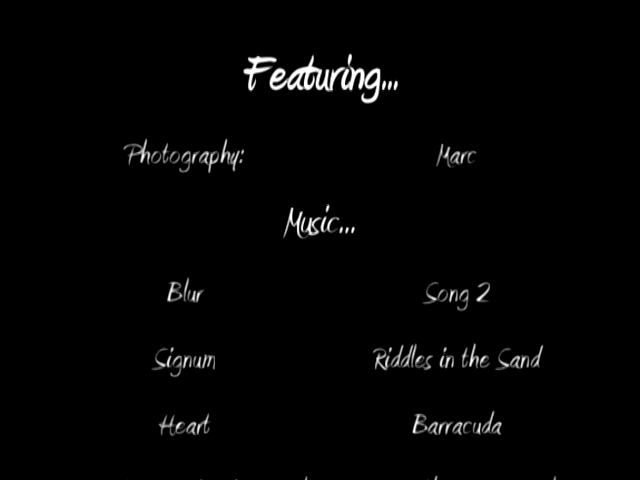 Featuring...
Photography: Marc
Music...
Blur Song 2
Signum Riddles in the Sand
Heart Barracuda